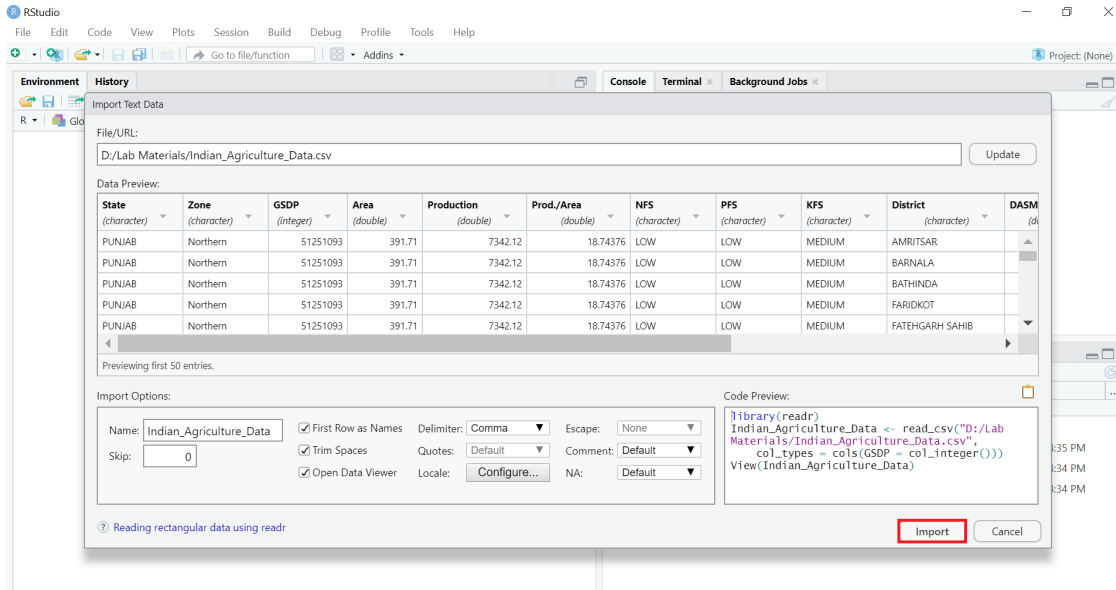 RStudio
File Edit Code View Plots Session Build Debug Profile Tools Help
Go to file/function Addins Project: (None)
Environment History Console Terminal Background Jobs
Import Text Data
R Glo
File/URL:
D:/Lab Materials/Indian_Agriculture_Data.csv Update
Data Preview:
State Zone GSDP Area Production Prod./Area NFS PFS KFS District DASM
(character) (character) (integer) (double) (double) (double) (character) (character) (character) (character)
PUNJAB Northern 51251093 391.71 7342.12 18.74376 LOW LOW MEDIUM AMRITSAR
PUNJAB Northern 51251093 391.71 7342.12 18.74376 LOW LOW MEDIUM BARNALA
PUNJAB Northern 51251093 391.71 7342.12 18.74376 LOW LOW MEDIUM BATHINDA
PUNJAB Northern 51251093 391.71 7342.12 18.74376 LOW LOW MEDIUM FARIDKOT
PUNJAB Northern 51251093 391.71 7342.12 18.74376 LOW LOW MEDIUM FATEHGARH SAHIB
Previewing first 50 entries.
Import Options:
Name: Indian_Agriculture_Data
Skip: 0
First Row as Names
Trim Spaces
Open Data Viewer
Delimiter: Comma
Quotes: Default
Locale: Configure...
Escape: None
Comment: Default
NA: Default
Code Preview:
library(readr)
Indian_Agriculture_Data <- read_csv("D:/Lab
Materials/Indian_Agriculture_Data.csv",
col_types = cols(GSDP = col_integer()))
View(Indian_Agriculture_Data)
:35 PM
:34 PM
:34 PM
? Reading rectangular data using readr
Import Cancel